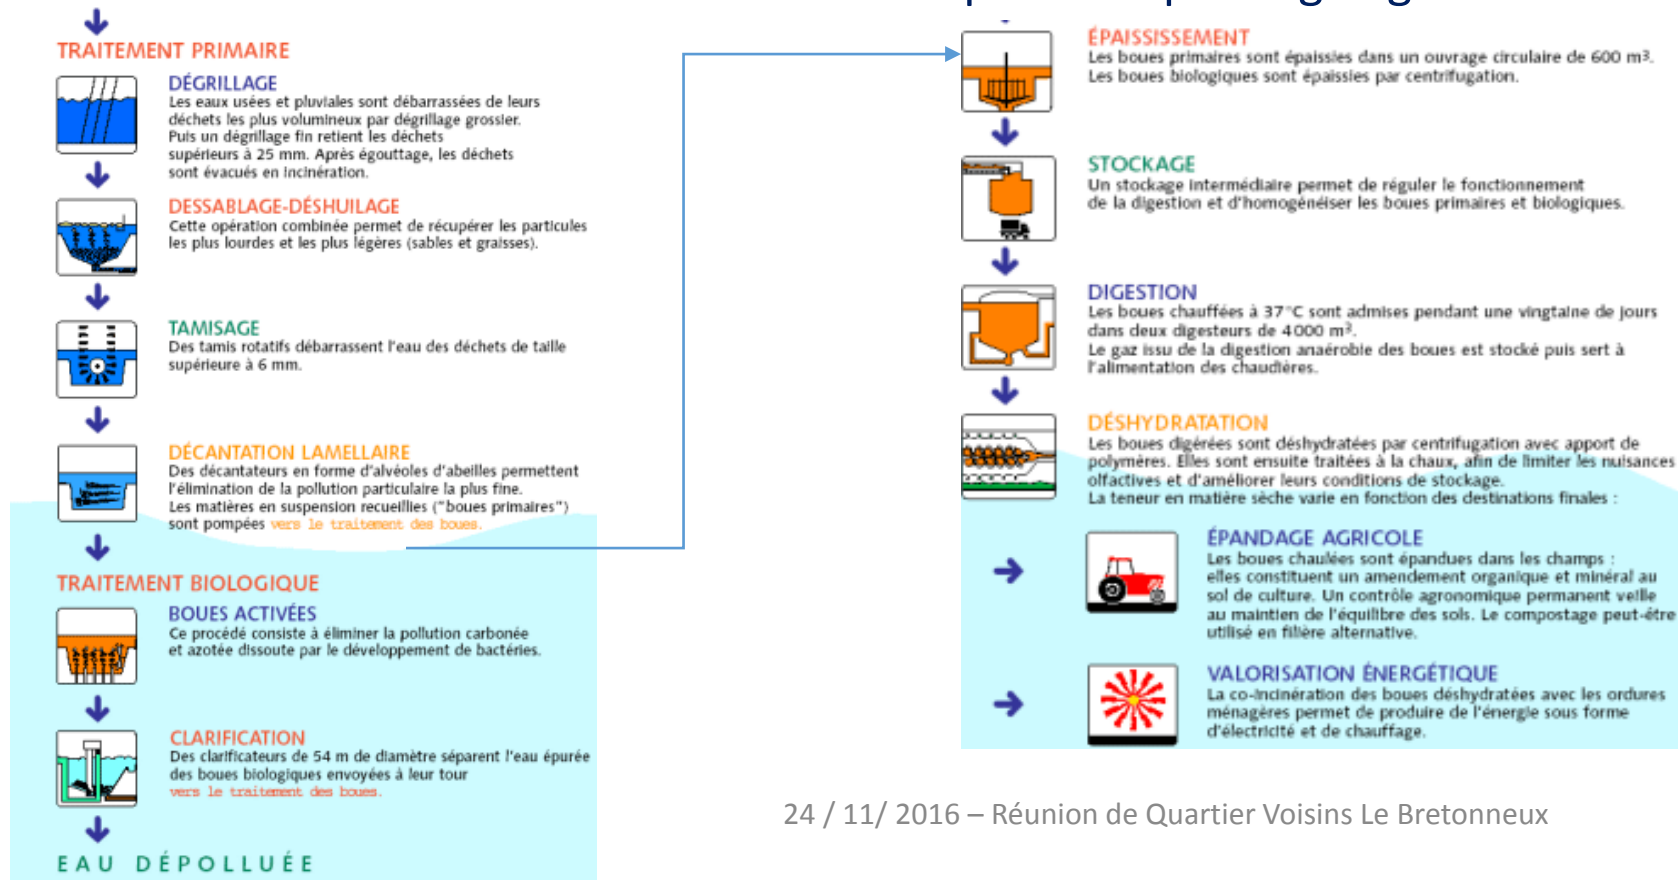 TRAITEMENT PRIMAIRE
DÉGRILLAGE
Les eaux usées et pluviales sont débarrassées de leurs
déchets les plus volumineux par dégrillage grossier.
Puis un dégrillage fin retient les déchets
supérieurs à 25 mm. Après égouttage, les déchets
sont évacués en incinération.
DESSABLAGE-DÉSHUILAGE
Cette opération combinée permet de récupérer les particules
les plus lourdes et les plus légères (sables et graisses).
TAMISAGE
Des tamis rotatifs débarrassent l'eau des déchets de taille
supérieure à 6 mm.
DÉCANTATION LAMELLAIRE
Des décantateurs en forme d'alvéoles d'abeilles permettent
l'élimination de la pollution particulaire la plus fine.
Les matières en suspension recueillies ("boues primaires")
sont pompées vers le traitement des boues.
TRAITEMENT BIOLOGIQUE
BOUES ACTIVÉES
Ce procédé consiste à éliminer la pollution carbonée
et azotée dissoute par le développement de bactéries.
CLARIFICATION
Des clarificateurs de 54 m de diamètre séparent l'eau épurée
des boues biologiques envoyées à leur tour
vers le traitement des boues.
EAU DÉPOLLUÉE
ÉPAISSISSEMENT
Les boues primaires sont épaissies dans un ouvrage circulaire de 600 m³.
Les boues biologiques sont épaissies par centrifugation.
STOCKAGE
Un stockage intermédiaire permet de réguler le fonctionnement
de la digestion et d'homogénéiser les boues primaires et biologiques.
DIGESTION
Les boues chauffées à 37°C sont admises pendant une vingtaine de jours
dans deux digesteurs de 4000 m³.
Le gaz issu de la digestion anaérobie des boues est stocké puis sert à
l'alimentation des chaudières.
DÉSHYDRATATION
Les boues digérées sont déshydratées par centrifugation avec apport de
polymères. Elles sont ensuite traitées à la chaux, afin de limiter les nuisances
olfactives et d'améliorer leurs conditions de stockage.
La teneur en matière sèche varie en fonction des destinations finales :
ÉPANDAGE AGRICOLE
Les boues chaulées sont épandues dans les champs :
elles constituent un amendement organique et minéral au
sol de culture. Un contrôle agronomique permanent veille
au maintien de l'équilibre des sols. Le compostage peut-être
utilisé en filière alternative.
VALORISATION ÉNERGÉTIQUE
La co-incinération des boues déshydratées avec les ordures
ménagères permet de produire de l'énergie sous forme
d'électricité et de chauffage.
24 / 11/ 2016 – Réunion de Quartier Voisins Le Bretonneux